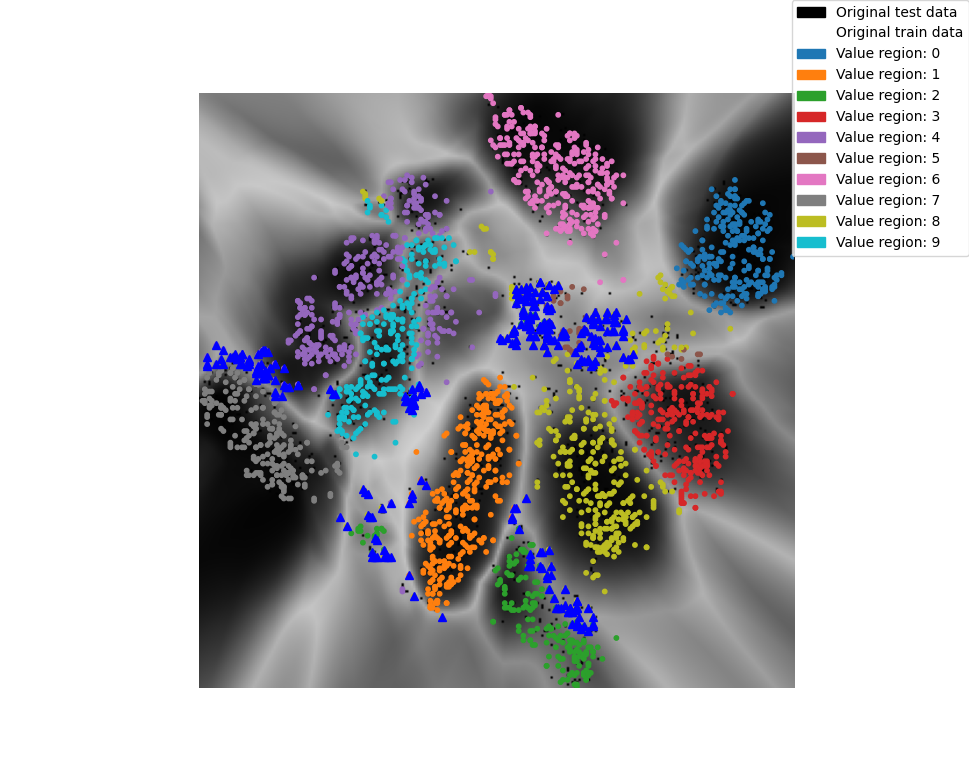 Original test data
Original train data
Value region: 0
Value region: 1
Value region: 2
Value region: 3
Value region: 4
Value region: 5
Value region: 6
Value region: 7
Value region: 8
Value region: 9